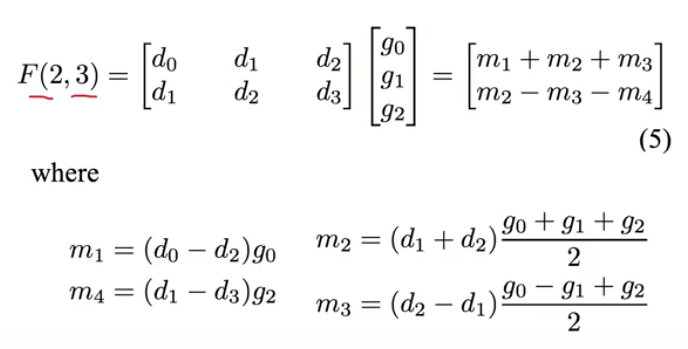 F(2, 3) = [d₀ d₁ d₂; d₁ d₂ d₃] [g₀; g₁; g₂] = [m₁ + m₂ + m₃; m₂ − m₃ − m₄]
(5)
where
m₁ = (d₀ − d₂)g₀ m₂ = (d₁ + d₂) (g₀ + g₁ + g₂)/2
m₄ = (d₁ − d₃)g₂ m₃ = (d₂ − d₁) (g₀ − g₁ + g₂)/2